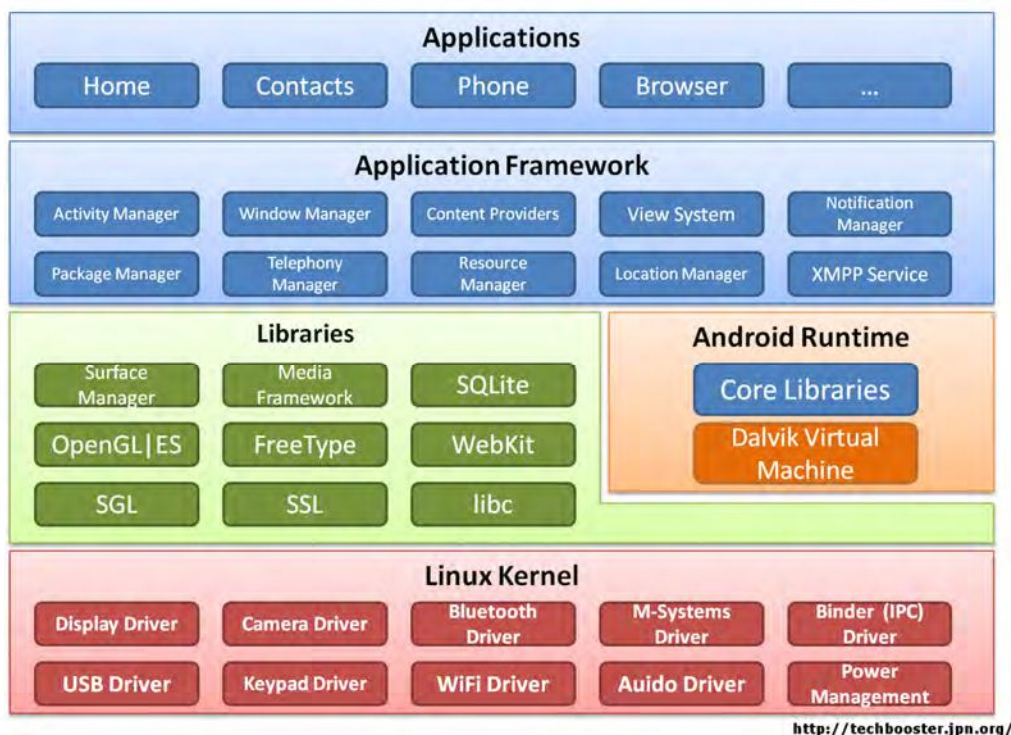 Applications
Home
Contacts
Phone
Browser
...
Application Framework
Activity Manager
Window Manager
Content Providers
View System
Notification
Manager
Package Manager
Telephony
Manager
Resource
Manager
Location Manager
XMPP Service
Libraries
Surface
Manager
Media
Framework
SQLite
OpenGL|ES
FreeType
WebKit
SGL
SSL
libc
Android Runtime
Core Libraries
Dalvik Virtual
Machine
Linux Kernel
Display Driver
Camera Driver
Bluetooth
Driver
M-Systems
Driver
Binder (IPC)
Driver
USB Driver
Keypad Driver
WiFi Driver
Auido Driver
Power
Management
http://techbooster.jpn.org/